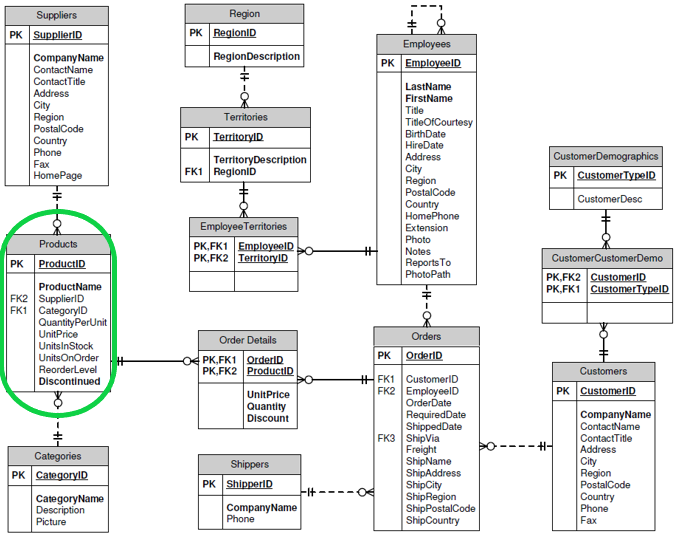 Suppliers
PK SupplierID
CompanyName
ContactName
ContactTitle
Address
City
Region
PostalCode
Country
Phone
Fax
HomePage
Region
PK RegionID
RegionDescription
Territories
PK TerritoryID
TerritoryDescription
FK1 RegionID
EmployeeTerritories
PK,FK1 EmployeeID
PK,FK2 TerritoryID
Employees
PK EmployeeID
LastName
FirstName
Title
TitleOfCourtesy
BirthDate
HireDate
Address
City
Region
PostalCode
Country
HomePhone
Extension
Photo
Notes
ReportsTo
PhotoPath
CustomerDemographics
PK CustomerTypeID
CustomerDesc
CustomerCustomerDemo
PK,FK2 CustomerID
PK,FK1 CustomerTypeID
Products
PK ProductID
ProductName
FK2 SupplierID
FK1 CategoryID
QuantityPerUnit
UnitPrice
UnitsInStock
UnitsOnOrder
ReorderLevel
Discontinued
Order Details
PK,FK1 OrderID
PK,FK2 ProductID
UnitPrice
Quantity
Discount
Orders
PK OrderID
FK1 CustomerID
FK2 EmployeeID
OrderDate
RequiredDate
ShippedDate
FK3 ShipVia
Freight
ShipName
ShipAddress
ShipCity
ShipRegion
ShipPostalCode
ShipCountry
Customers
PK CustomerID
CompanyName
ContactName
ContactTitle
Address
City
Region
PostalCode
Country
Phone
Fax
Categories
PK CategoryID
CategoryName
Description
Picture
Shippers
PK ShipperID
CompanyName
Phone